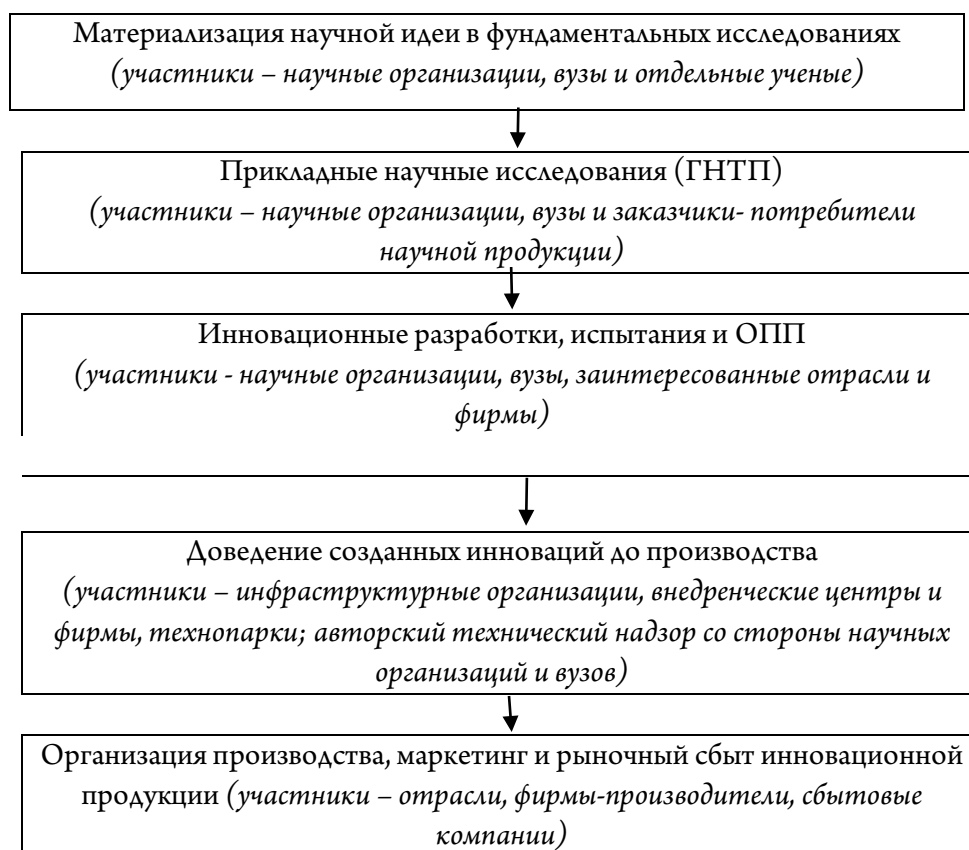 Материализация научной идеи в фундаментальных исследованиях
(участники – научные организации, вузы и отдельные ученые)
Прикладные научные исследования (ГНТП)
(участники – научные организации, вузы и заказчики- потребители
научной продукции)
Инновационные разработки, испытания и ОПП
(участники - научные организации, вузы, заинтересованные отрасли и
фирмы)
Доведение созданных инноваций до производства
(участники – инфраструктурные организации, внедренческие центры и
фирмы, технопарки; авторский технический надзор со стороны научных
организаций и вузов)
Организация производства, маркетинг и рыночный сбыт инновационной
продукции (участники – отрасли, фирмы-производители, сбытовые
компании)